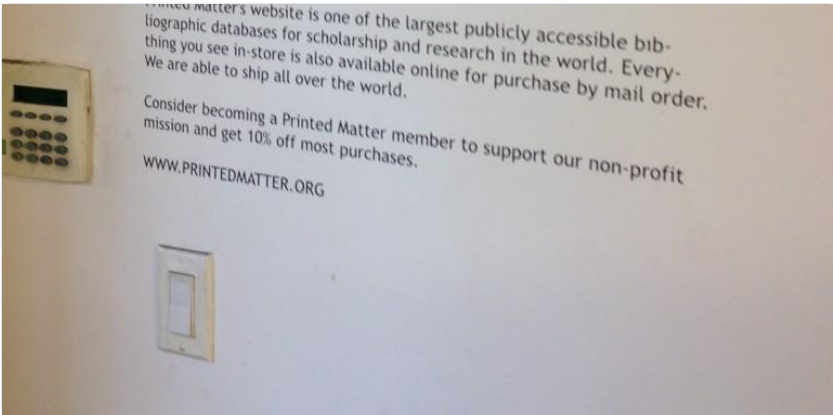 Printed Matter's website is one of the largest publicly accessible bib-
liographic databases for scholarship and research in the world. Every-
thing you see in-store is also available online for purchase by mail order.
We are able to ship all over the world.
Consider becoming a Printed Matter member to support our non-profit
mission and get 10% off most purchases.
WWW.PRINTEDMATTER.ORG